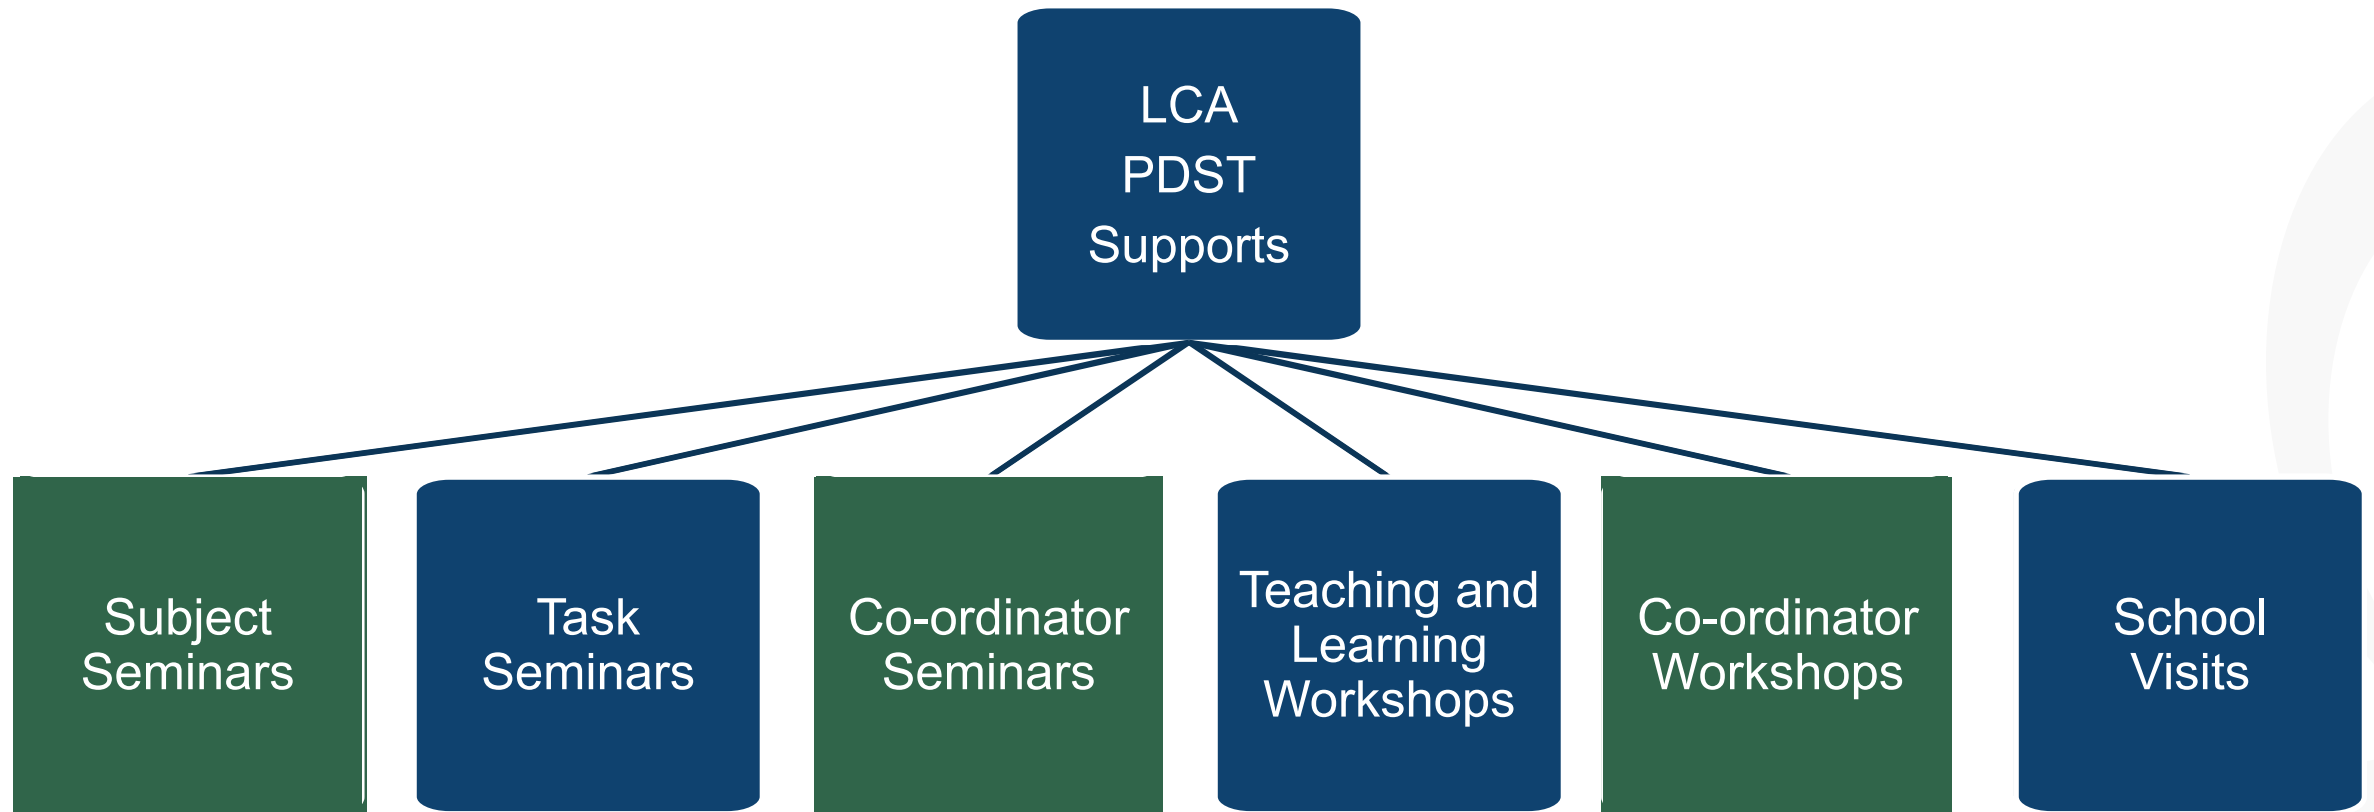 LCA
PDST
Supports
Subject
Seminars
Task
Seminars
Co-ordinator
Seminars
Teaching and
Learning
Workshops
Co-ordinator
Workshops
School
Visits